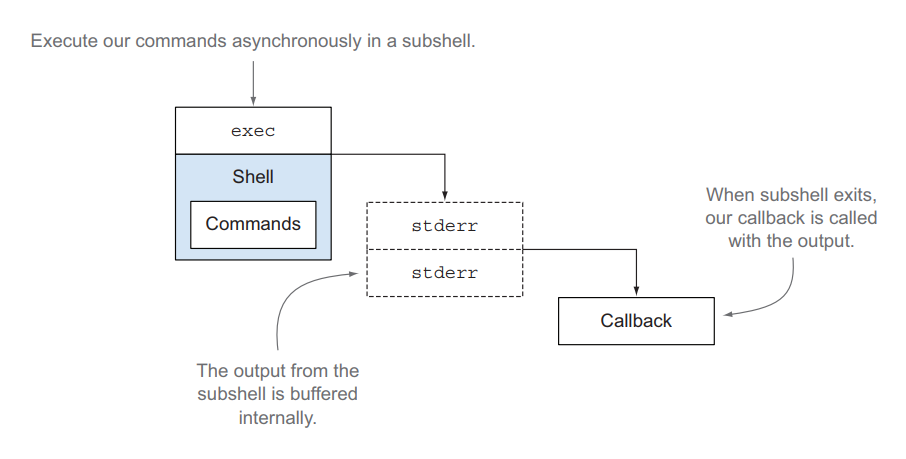 Execute our commands asynchronously in a subshell.
exec
Shell
Commands
stderr
stderr
When subshell exits,
our callback is called
with the output.
Callback
The output from the
subshell is buffered
internally.